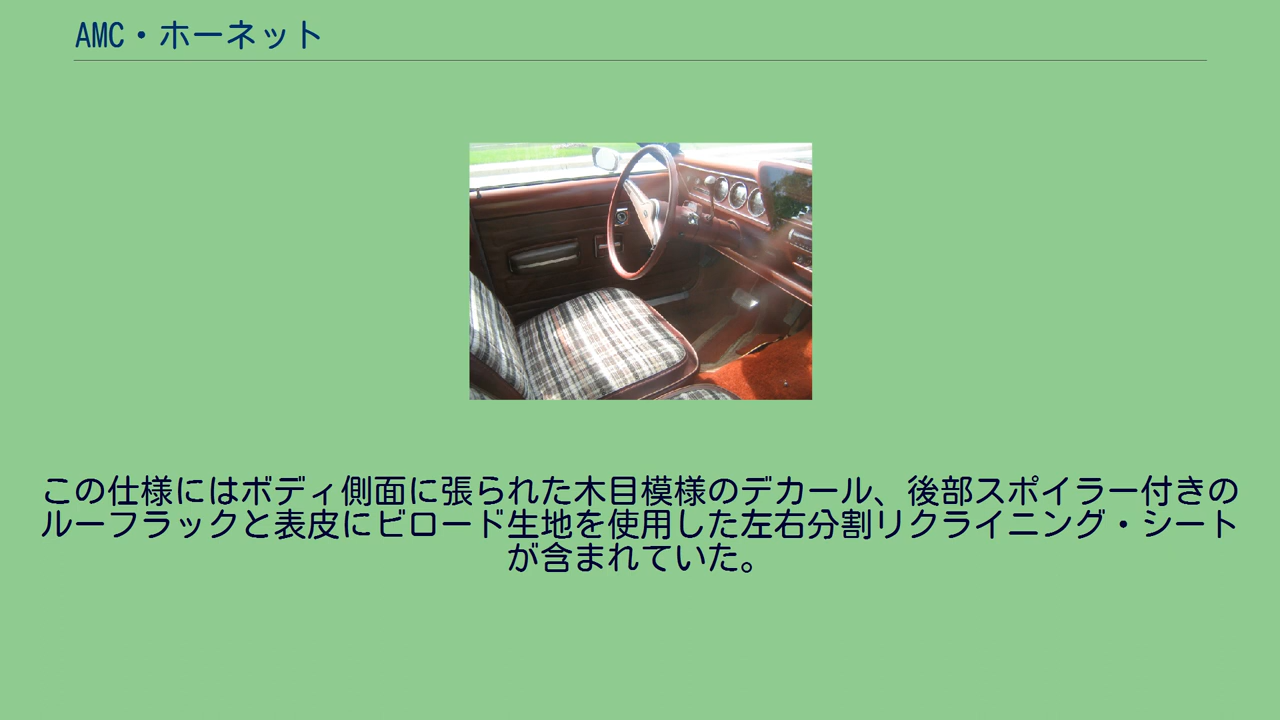 AMC・ホーネット
この仕様にはボディ側面に張られた木目模様のデカール、後部スポイラー付きの
ルーフラックと表皮にビロード生地を使用した左右分割リクライニング・シート
が含まれていた。